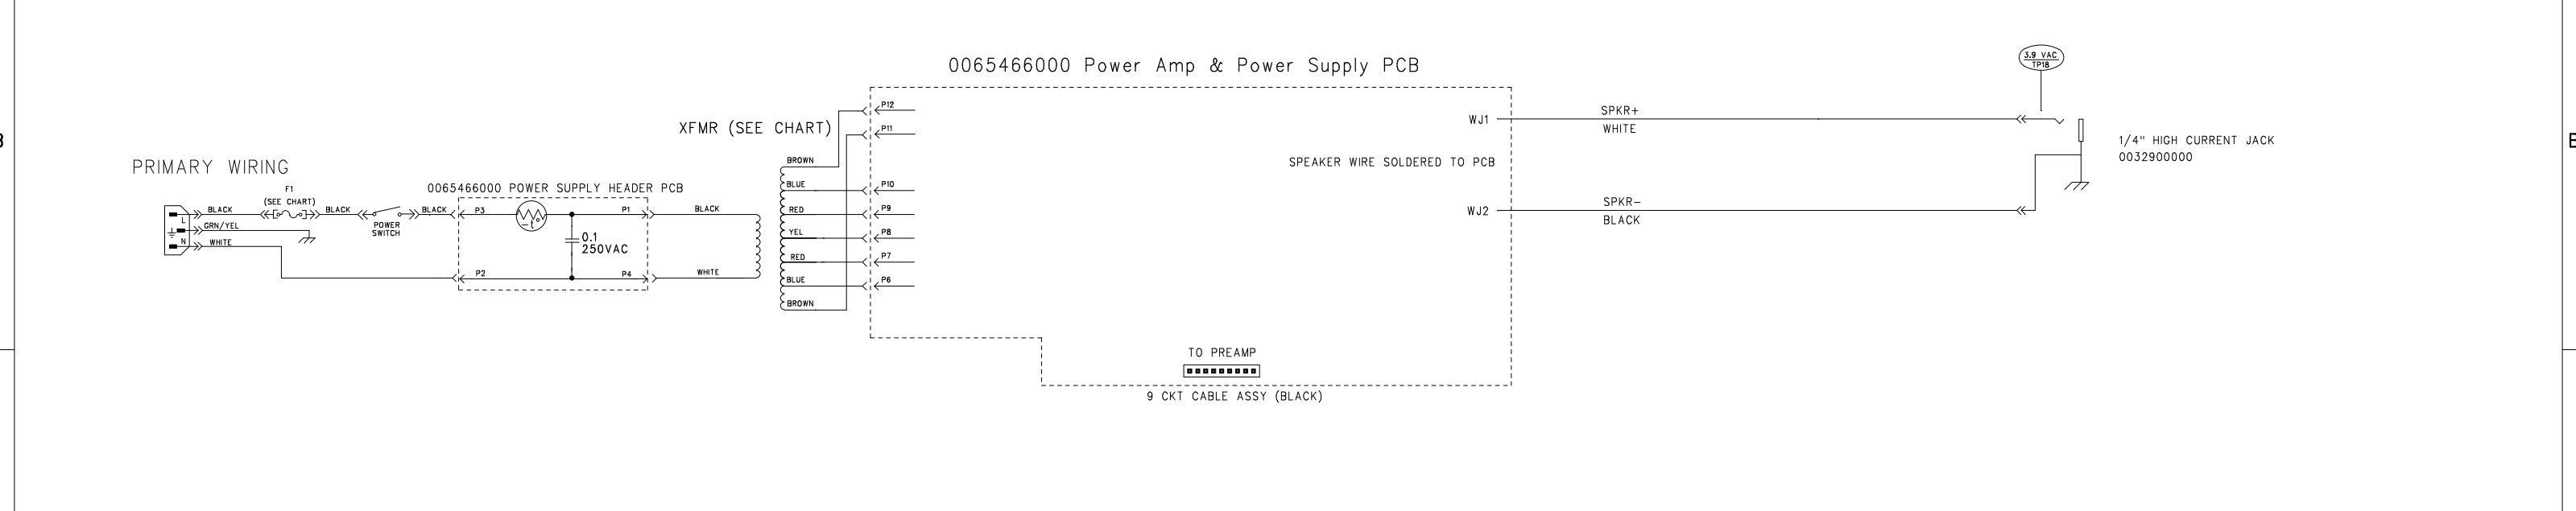 3.9 VAC
TP18
0065466000 Power Amp & Power Supply PCB
P12
SPKR+
WJ1
XFMR (SEE CHART)
P11
WHITE
1/4" HIGH CURRENT JACK
0032900000
PRIMARY WIRING
BROWN
SPEAKER WIRE SOLDERED TO PCB
F1
(SEE CHART)
0065466000 POWER SUPPLY HEADER PCB
BLUE
P10
L
BLACK
BLACK
BLACK
P3
P1
BLACK
RED
P9
SPKR-
WJ2
BLACK
GRN/YEL
POWER
SWITCH
-t°
N
WHITE
0.1
250VAC
YEL
P8
RED
P7
P2
P4
WHITE
BLUE
P6
BROWN
TO PREAMP
9 CKT CABLE ASSY (BLACK)